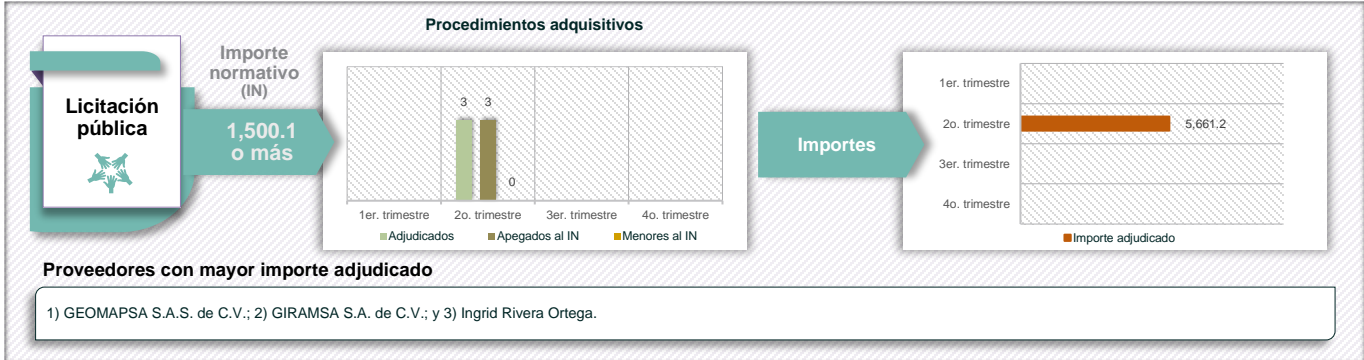 Procedimientos adquisitivos
Licitación
pública
Importe
normativo
(IN)
1,500.1
o más
3 3
0
1er. trimestre 2o. trimestre 3er. trimestre 4o. trimestre
Adjudicados Apegados al IN Menores al IN
Importes
1er. trimestre
2o. trimestre 5,661.2
3er. trimestre
4o. trimestre
Importe adjudicado
Proveedores con mayor importe adjudicado
1) GEOMAPSA S.A.S. de C.V.; 2) GIRAMSA S.A. de C.V.; y 3) Ingrid Rivera Ortega.